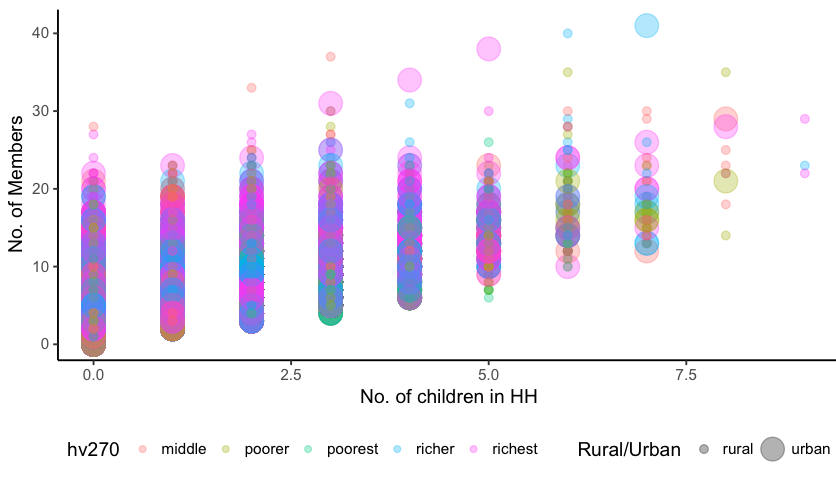 40
30
20
10
0
No. of Members
0.0 2.5 5.0 7.5
No. of children in HH
hv270 middle poorer poorest richer richest Rural/Urban rural urban